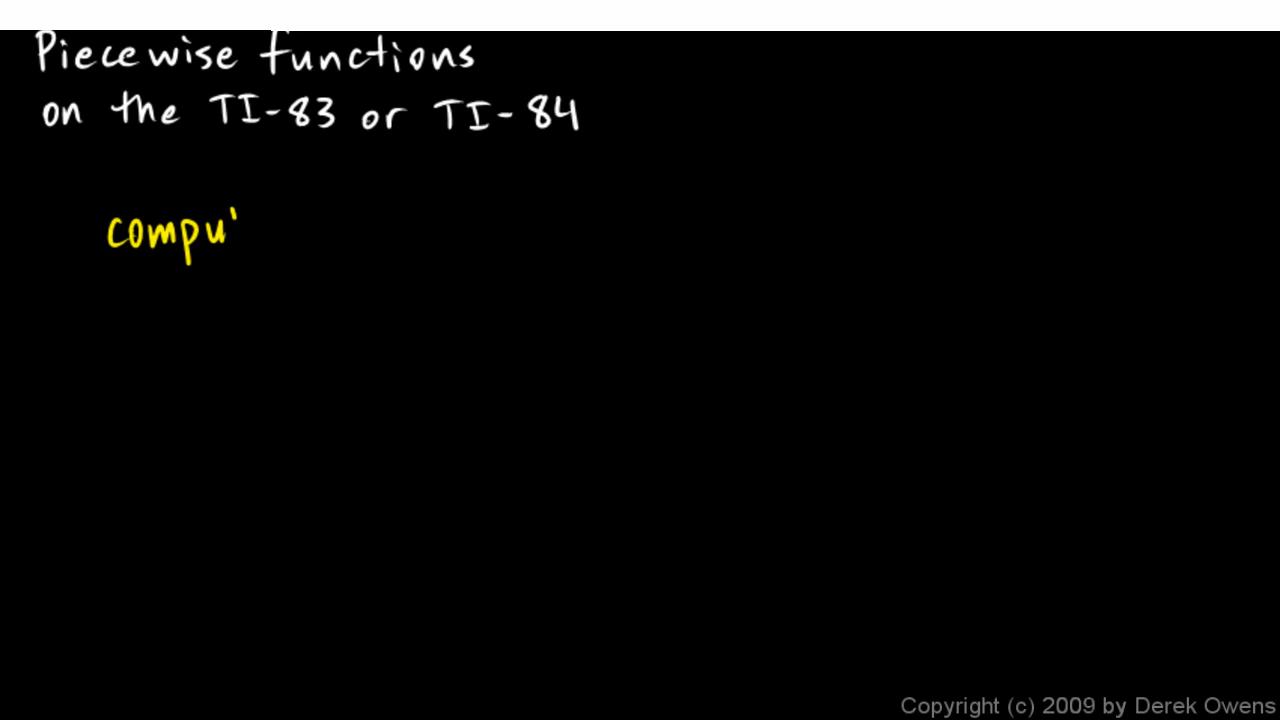 Piecewise functions
on the TI-83 or TI-84
compu'
Copyright (c) 2009 by Derek Owens